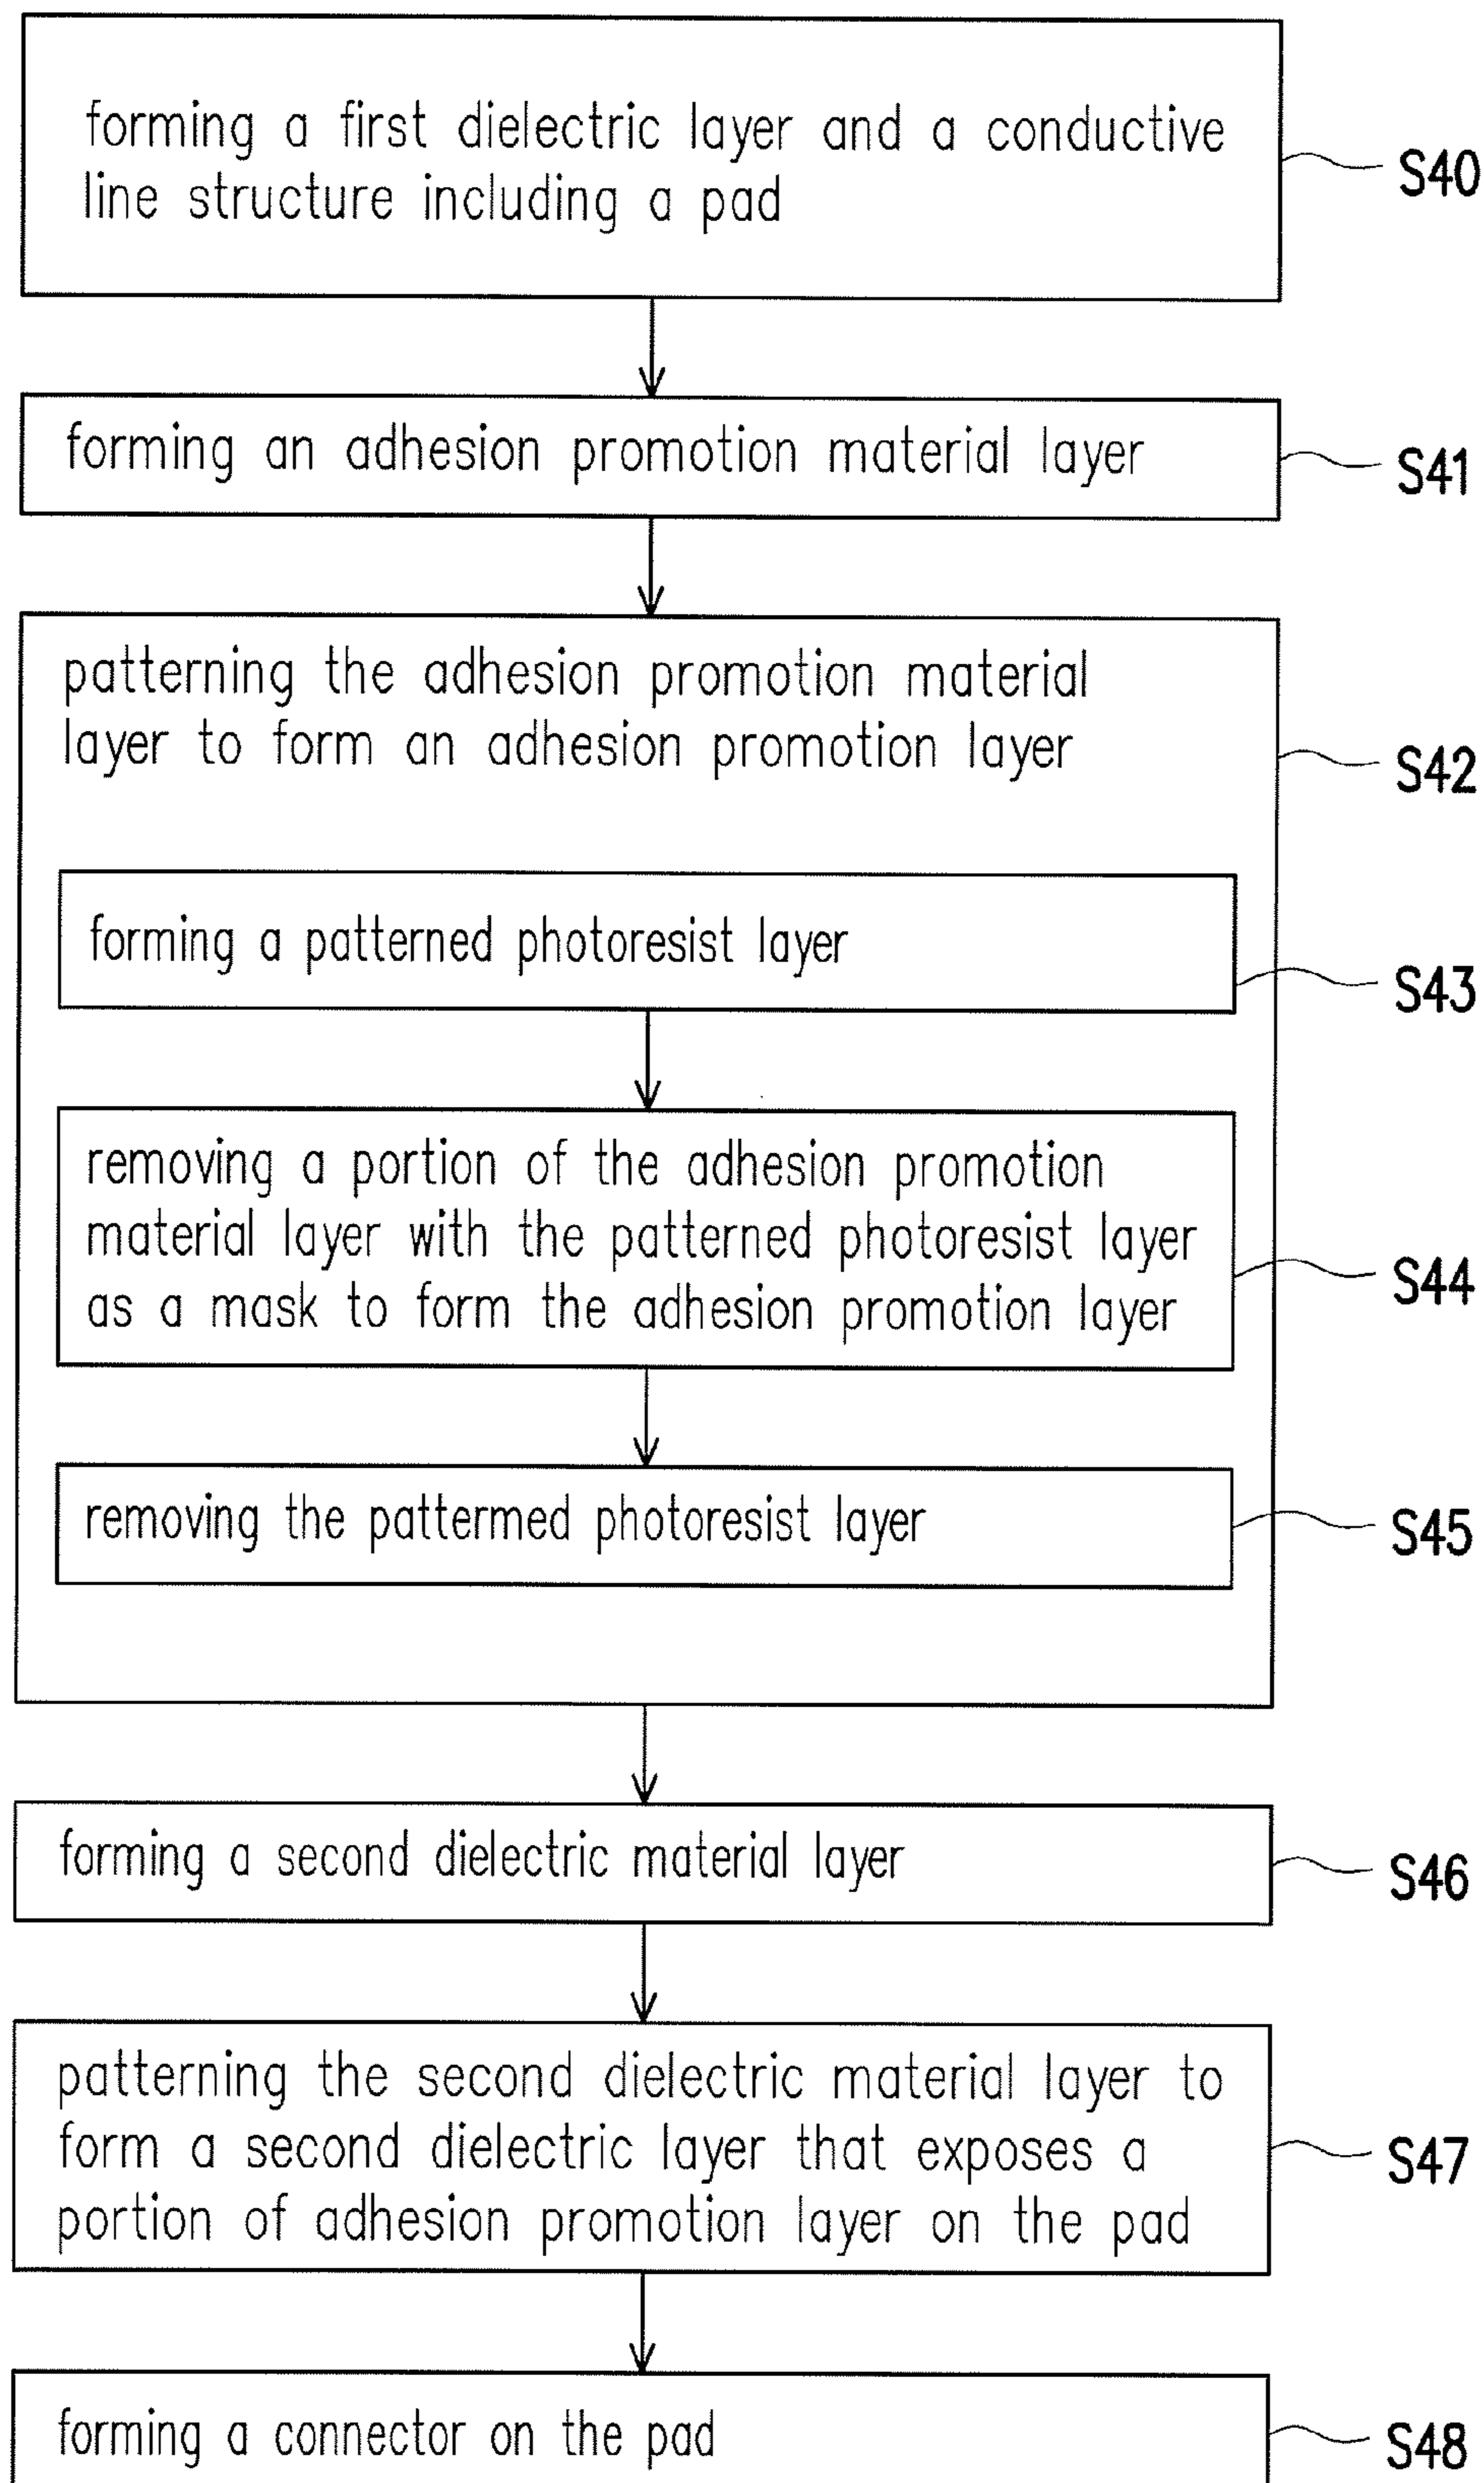 forming a first dielectric layer and a conductive
line structure including a pad
S40
forming an adhesion promotion material layer
S41
patterning the adhesion promotion material
layer to form an adhesion promotion layer
S42
forming a patterned photoresist layer
S43
removing a portion of the adhesion promotion
material layer with the patterned photoresist layer
as a mask to form the adhesion promotion layer
S44
removing the pattermed photoresist layer
S45
forming a second dielectric material layer
S46
patterning the second dielectric material layer to
form a second dielectric layer that exposes a
portion of adhesion promotion layer on the pad
S47
forming a connector on the pad
S48